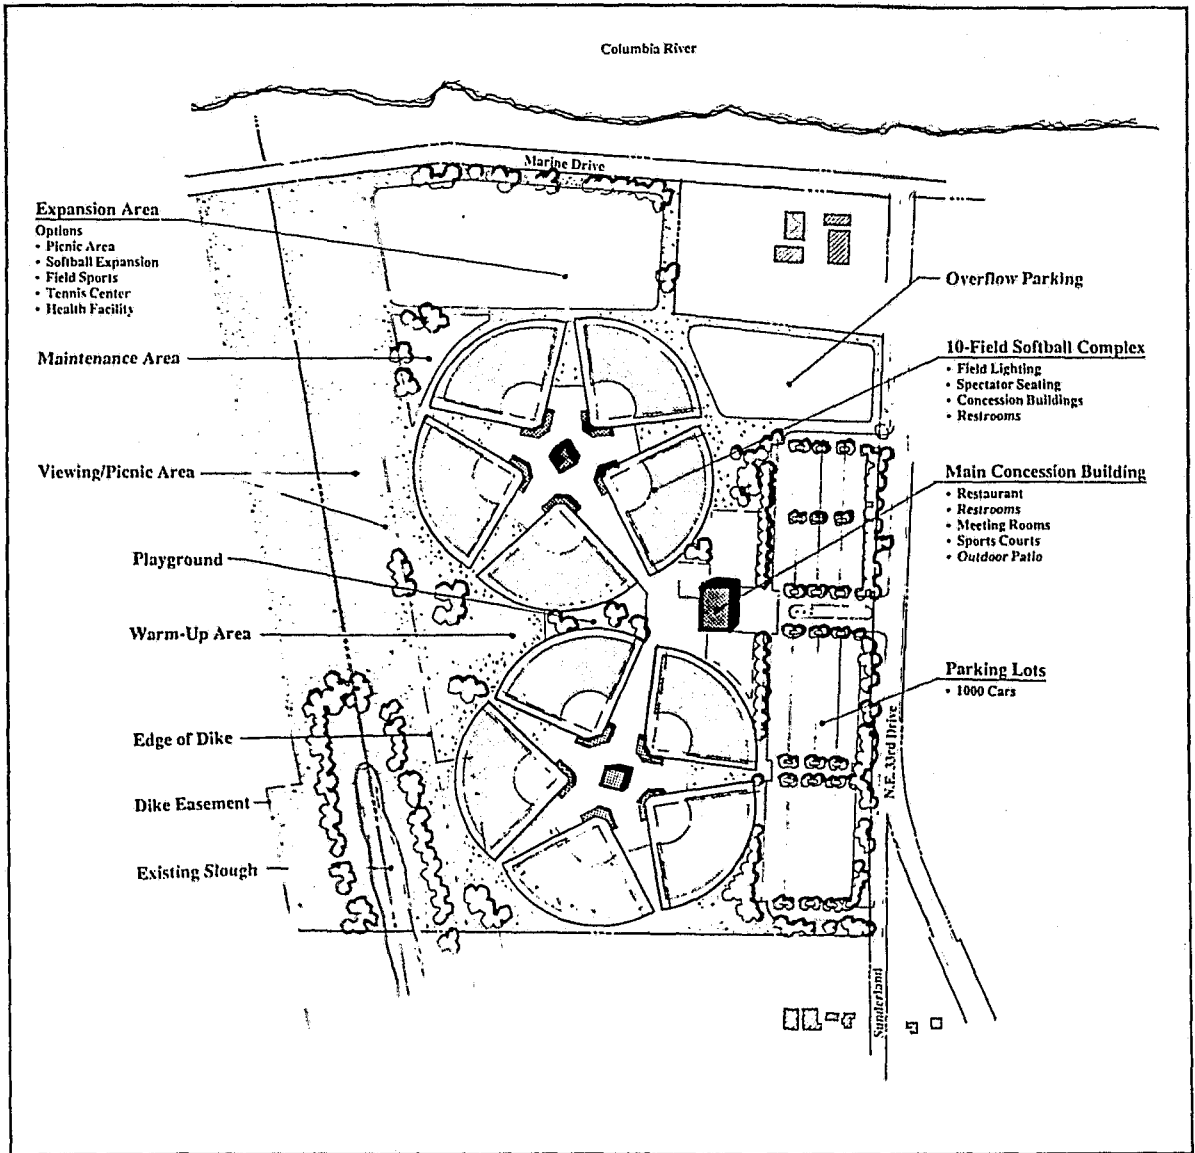 Columbia River
Marine Drive
Expansion Area
Options
• Picnic Area
• Softball Expansion
• Field Sports
• Tennis Center
• Health Facility
Maintenance Area
Viewing/Picnic Area
Playground
Warm-Up Area
Edge of Dike
Dike Easement
Existing Slough
Overflow Parking
10-Field Softball Complex
• Field Lighting
• Spectator Seating
• Concession Buildings
• Restrooms
Main Concession Building
• Restaurant
• Restrooms
• Meeting Rooms
• Sports Courts
• Outdoor Patio
Parking Lots
• 1000 Cars
N.E. 33rd Drive
Sunderland